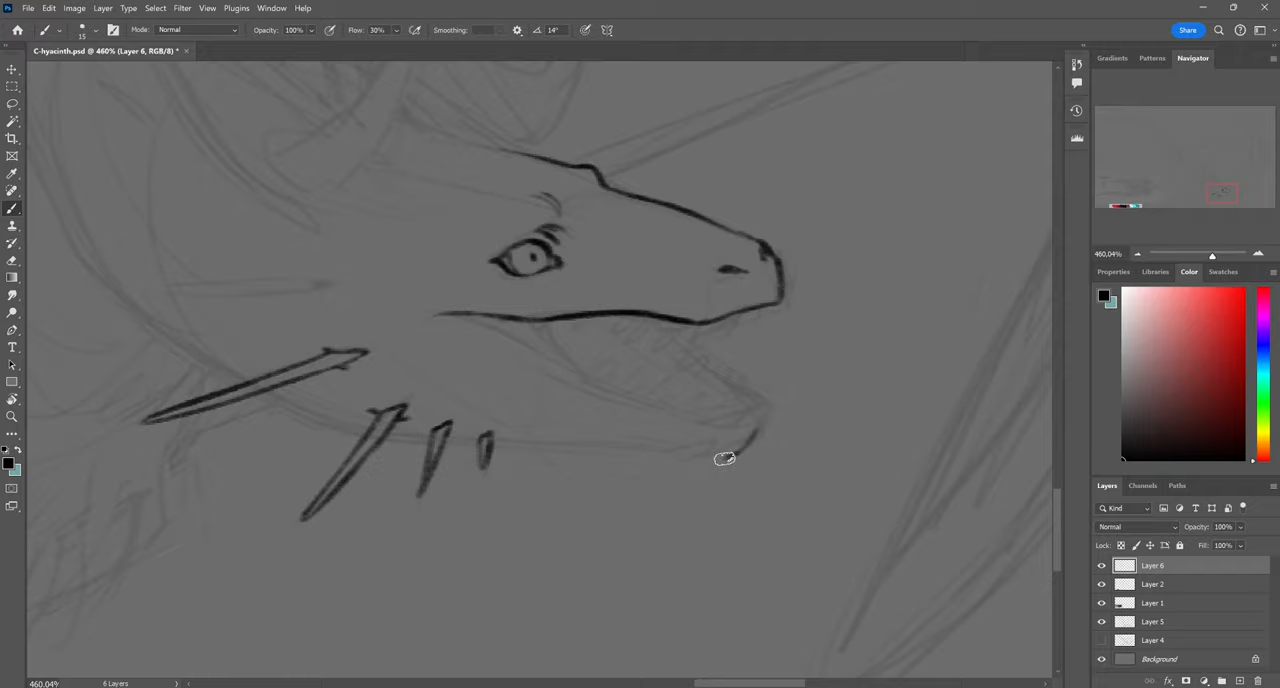 File Edit Image Layer Type Select Filter View Plugins Window Help
15 Mode: Normal Opacity: 100% Flow: 30% Smoothing: 14° Share
C-hyacinth.psd @ 460% (Layer 6, RGB/8) *
Gradients Patterns Navigator
460,04%
Properties Libraries Color Swatches
Layers Channels Paths
Kind
Normal Opacity: 100%
Lock: Fill: 100%
Layer 6
Layer 2
Layer 1
Layer 5
Layer 4
Background
460,04% 6 Layers